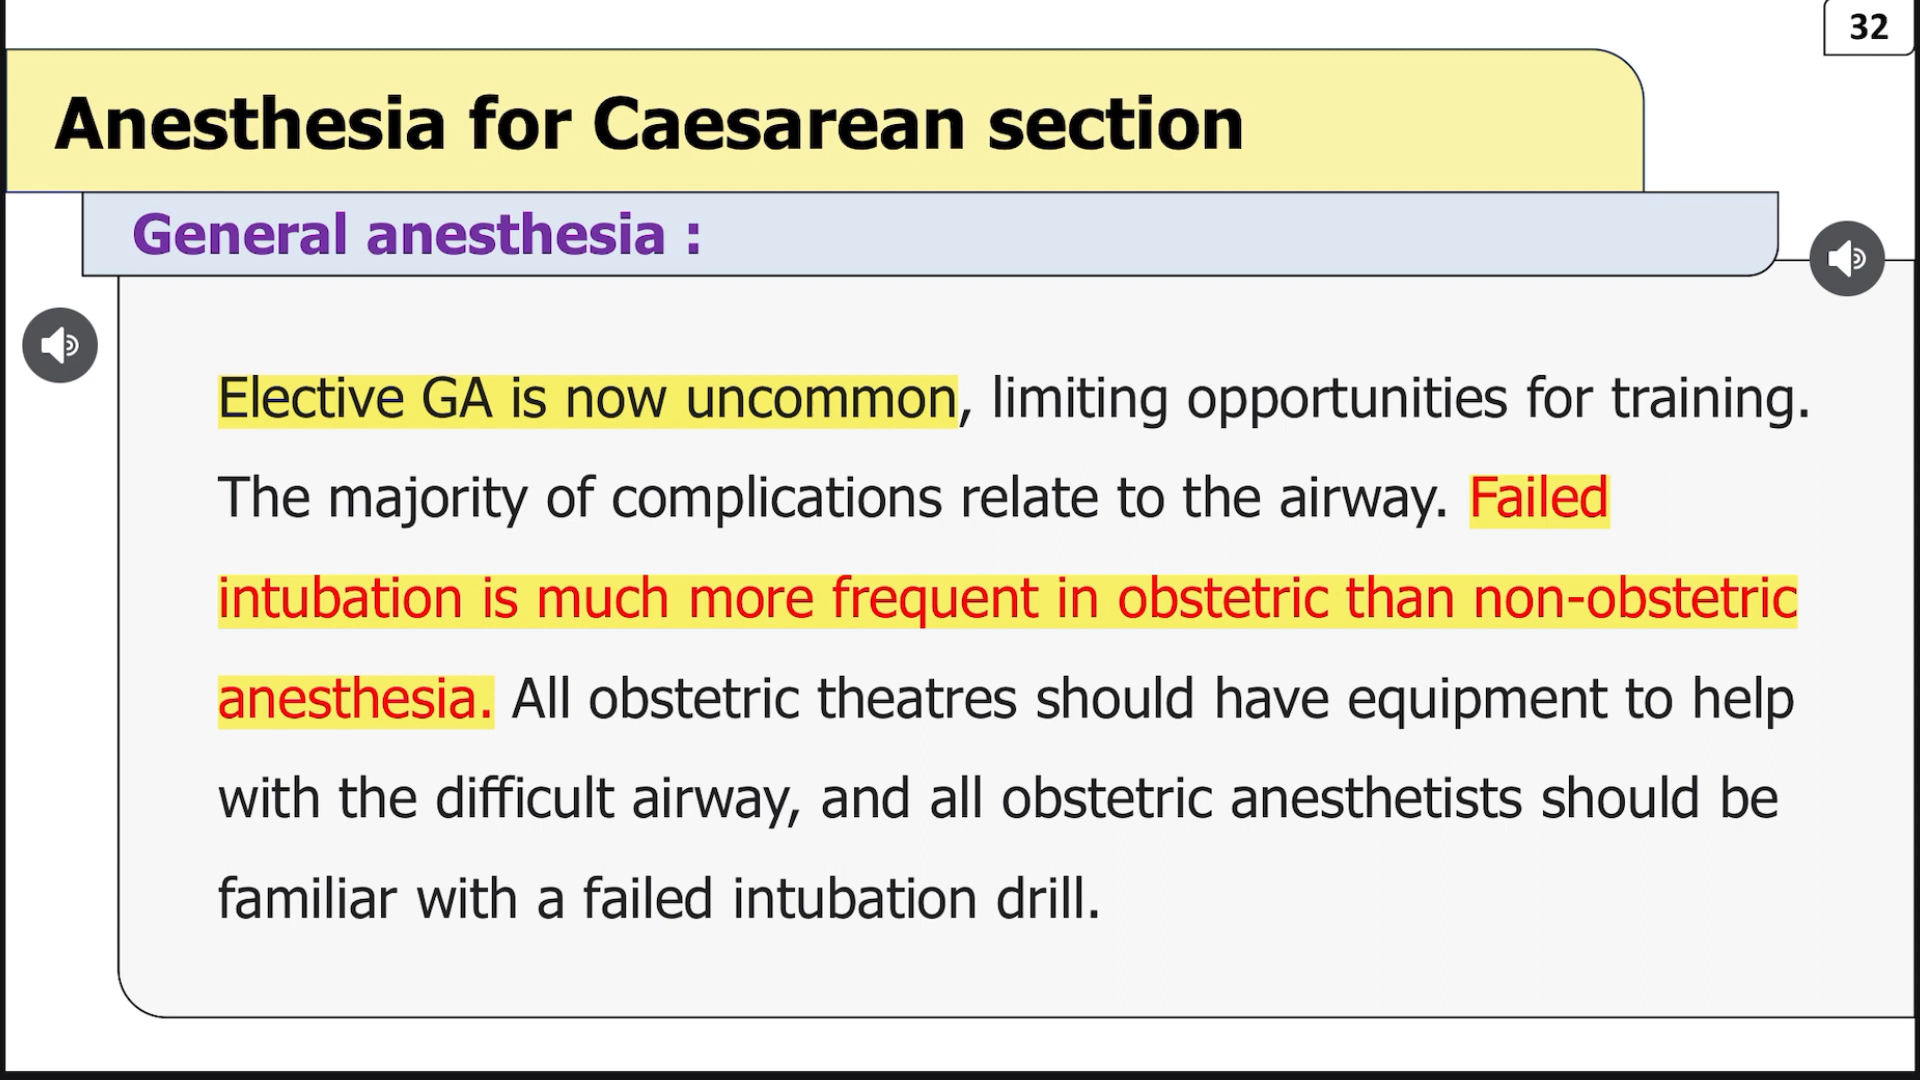 32
Anesthesia for Caesarean section
General anesthesia :
Elective GA is now uncommon, limiting opportunities for training.
The majority of complications relate to the airway. Failed
intubation is much more frequent in obstetric than non-obstetric
anesthesia. All obstetric theatres should have equipment to help
with the difficult airway, and all obstetric anesthetists should be
familiar with a failed intubation drill.